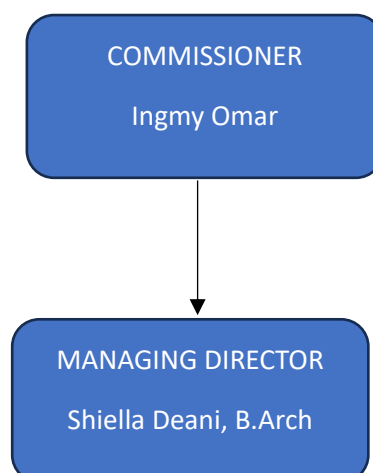 COMMISSIONER
Ingmy Omar
MANAGING DIRECTOR
Shiella Deani, B.Arch